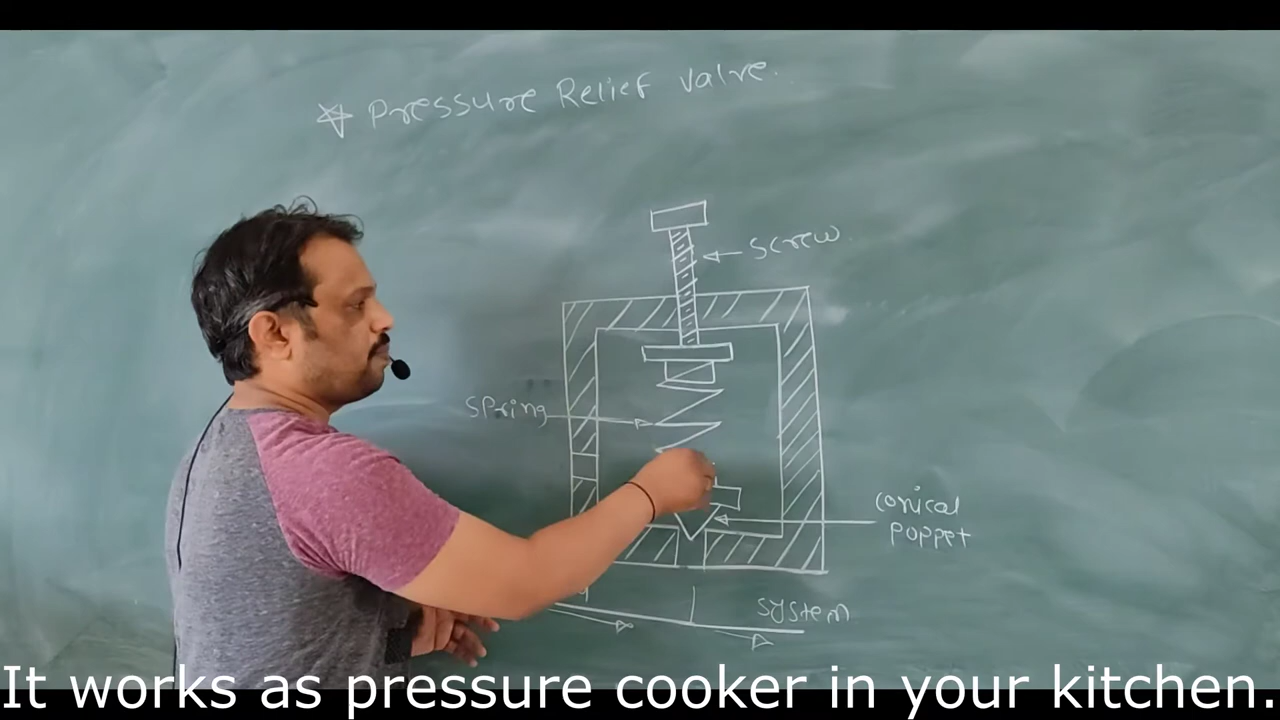 Pressure Relief valve.
screw
spring
conical
poppet
system
It works as pressure cooker in your kitchen.